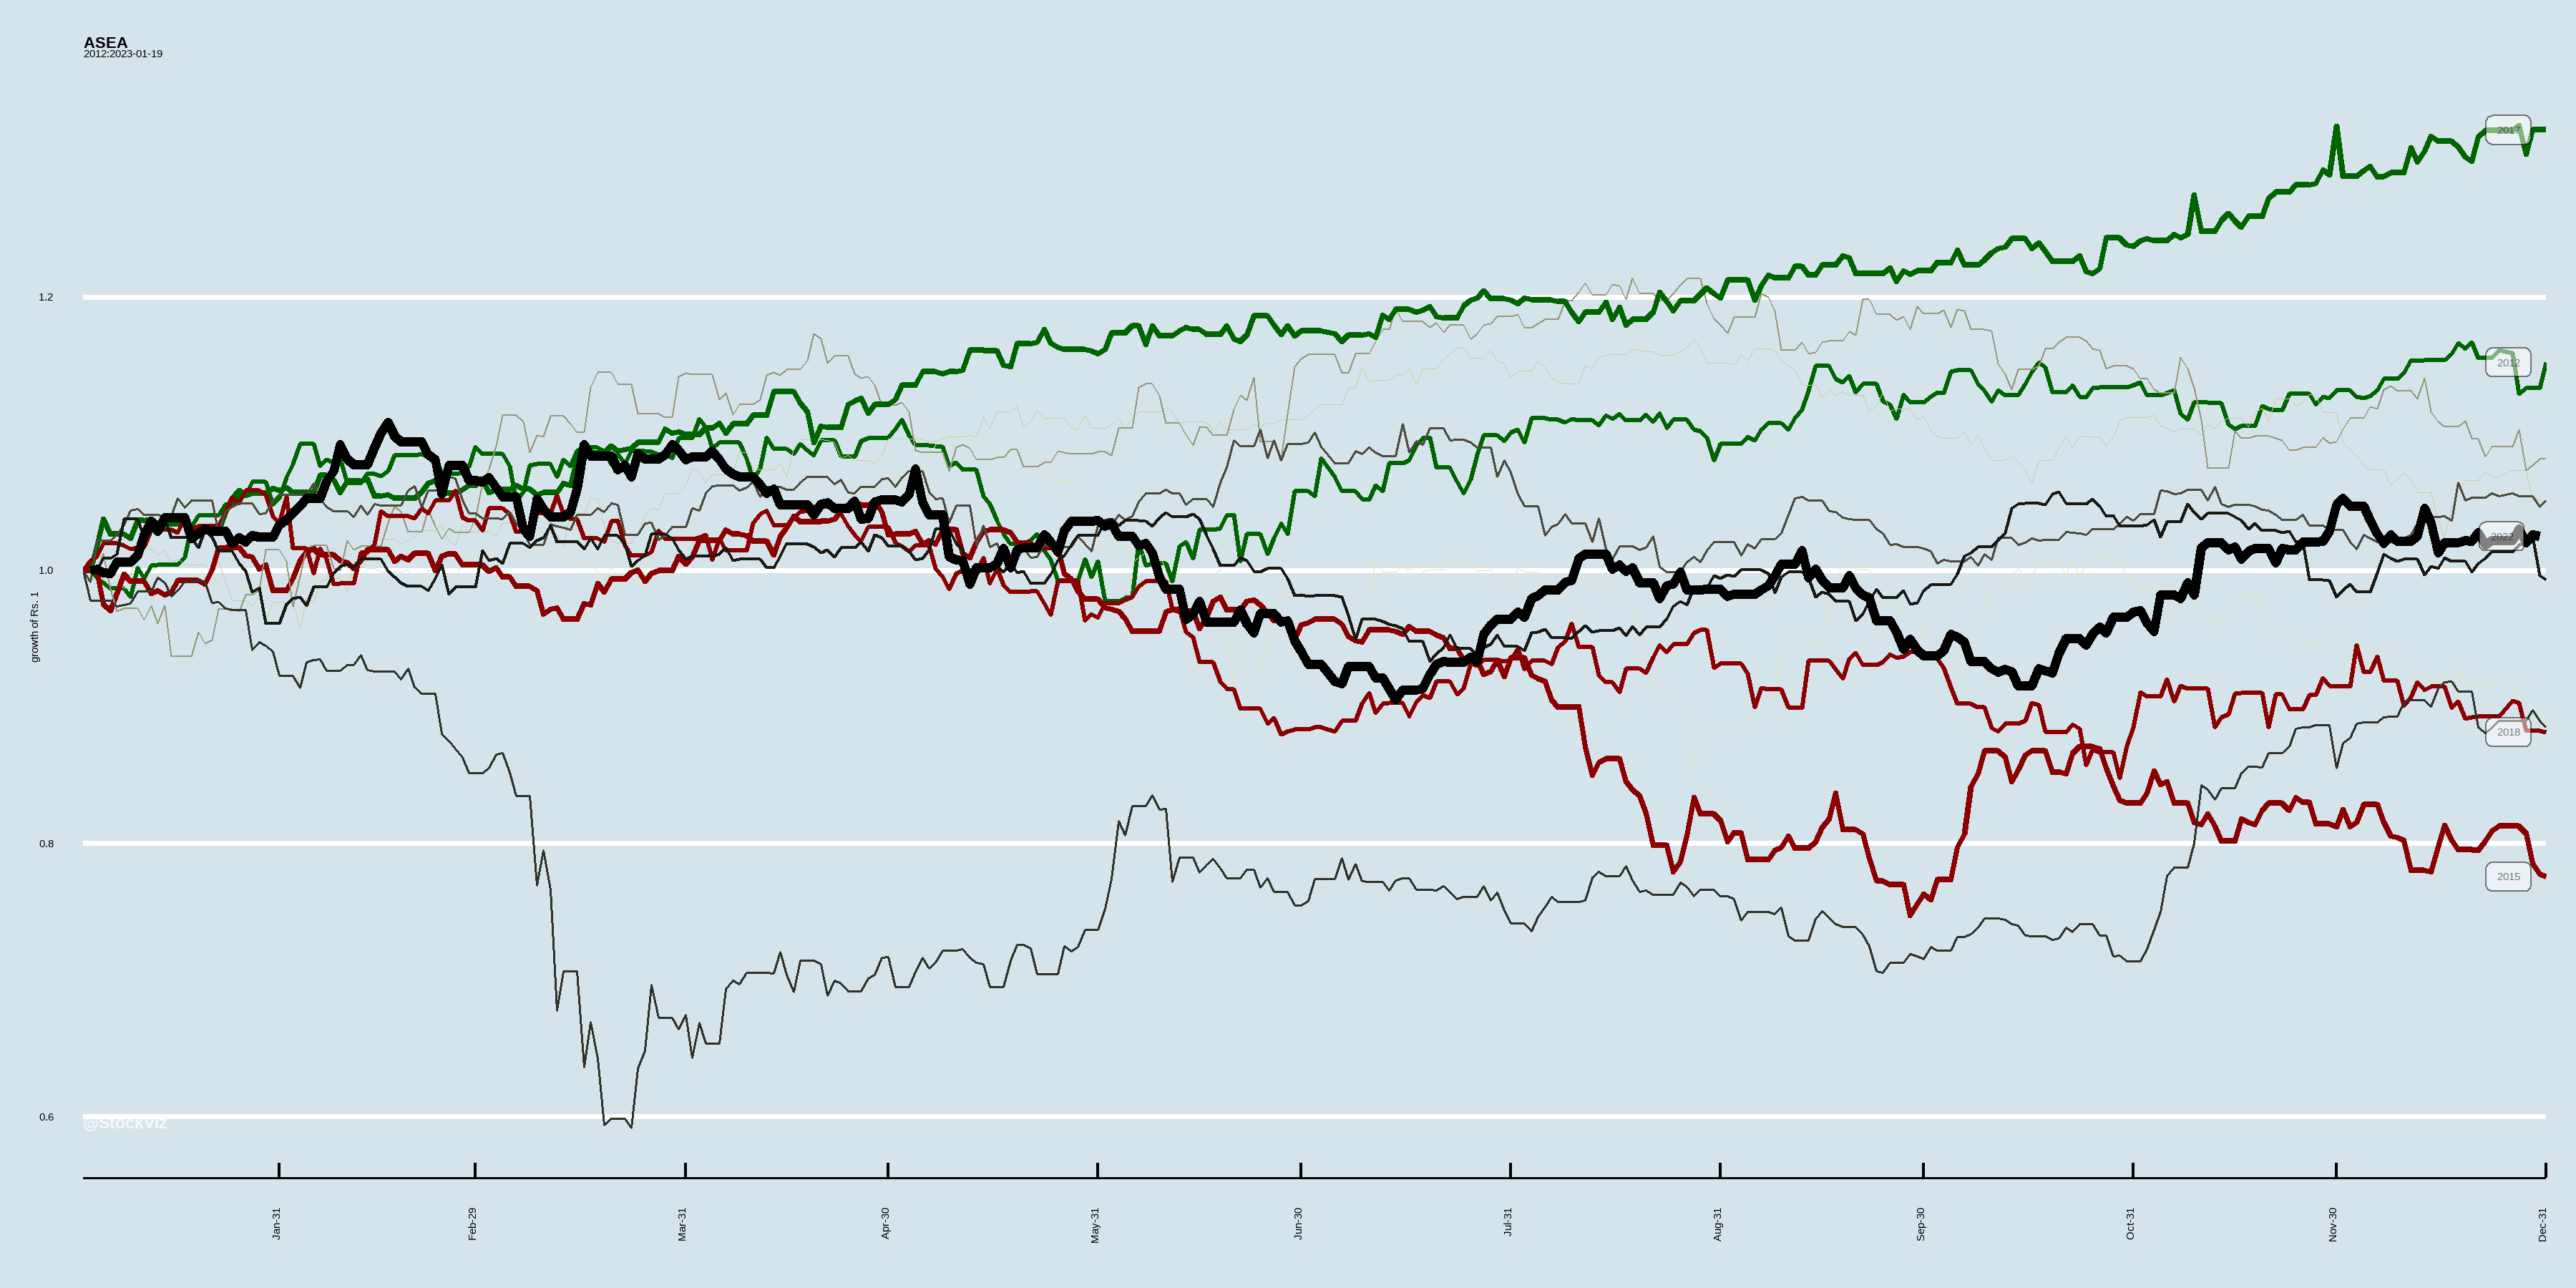 ASEA
2012:2023-01-19
2017
1.2
2012
2022
1.0
growth of Rs. 1
2018
0.8
2015
0.6
@StockViz
Jan-31
Feb-29
Mar-31
Apr-30
May-31
Jun-30
Jul-31
Aug-31
Sep-30
Oct-31
Nov-30
Dec-31